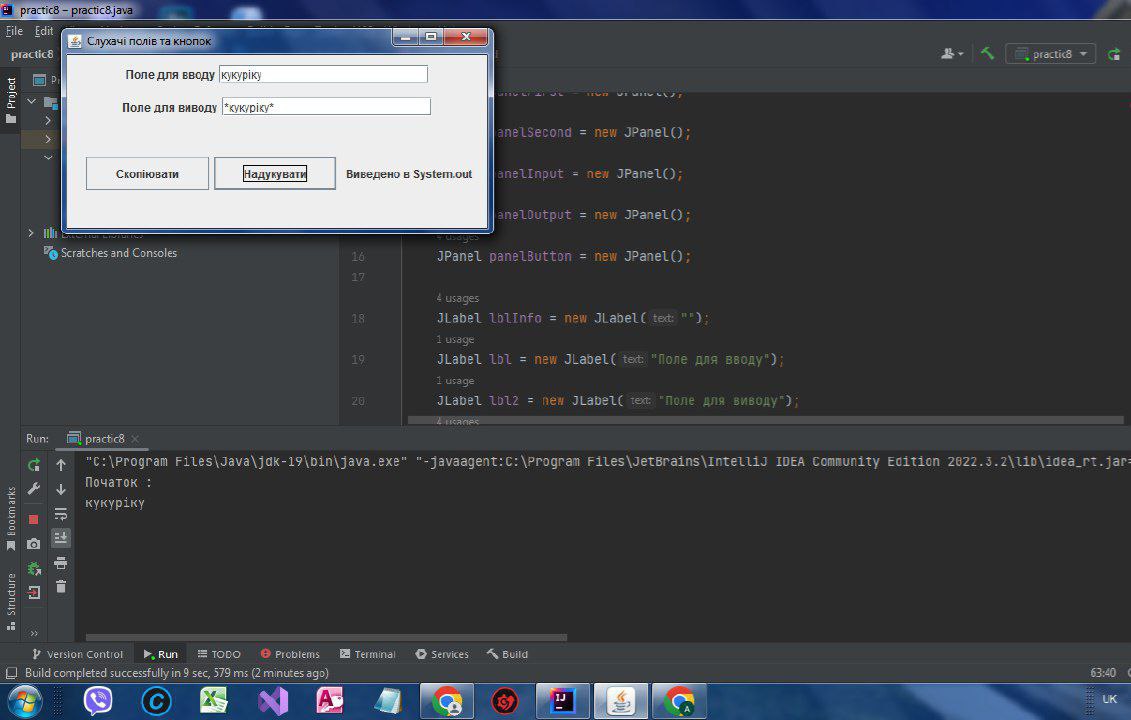 practic8 – practic8.java
File Edit
practic8
practic8
Слухачі полів та кнопок
Поле для вводу кукуріку
Поле для виводу *кукуріку*
Скопіювати Надукувати Виведено в System.out
Project
panelSecond = new JPanel();
panelInput = new JPanel();
panelOutput = new JPanel();
4 usages
16 JPanel panelButton = new JPanel();
17
4 usages
18 JLabel lblInfo = new JLabel( text: "");
1 usage
19 JLabel lbl = new JLabel( text: "Поле для вводу");
1 usage
20 JLabel lbl2 = new JLabel( text: "Поле для виводу");
4 usages
External Libraries
Scratches and Consoles
Run: practic8
"C:\Program Files\Java\jdk-19\bin\java.exe" "-javaagent:C:\Program Files\JetBrains\IntelliJ IDEA Community Edition 2022.3.2\lib\idea_rt.jar=
Початок :
кукуріку
Bookmarks
Structure
Version Control Run TODO Problems Terminal Services Build
Build completed successfully in 9 sec, 579 ms (2 minutes ago) 63:40
UK